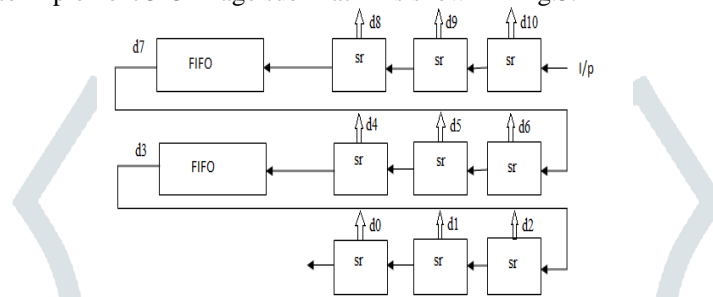 d8 d9 d10
d7 FIFO sr sr sr I/p
d4 d5 d6
d3 FIFO sr sr sr
d0 d1 d2
sr sr sr